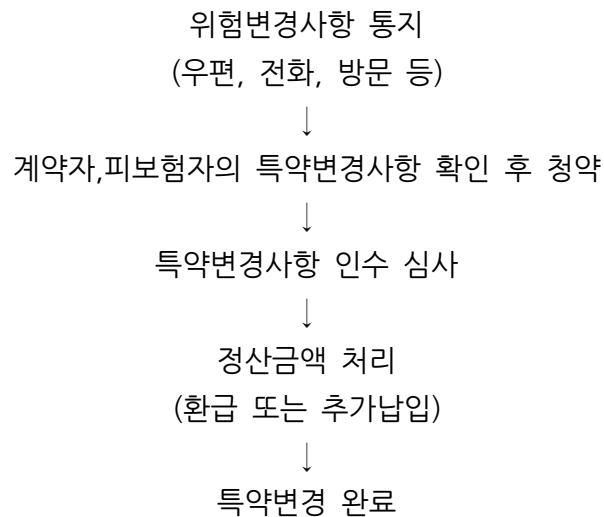 위험변경사항 통지
(우편, 전화, 방문 등)
↓
계약자,피보험자의 특약변경사항 확인 후 청약
↓
특약변경사항 인수 심사
↓
정산금액 처리
(환급 또는 추가납입)
↓
특약변경 완료